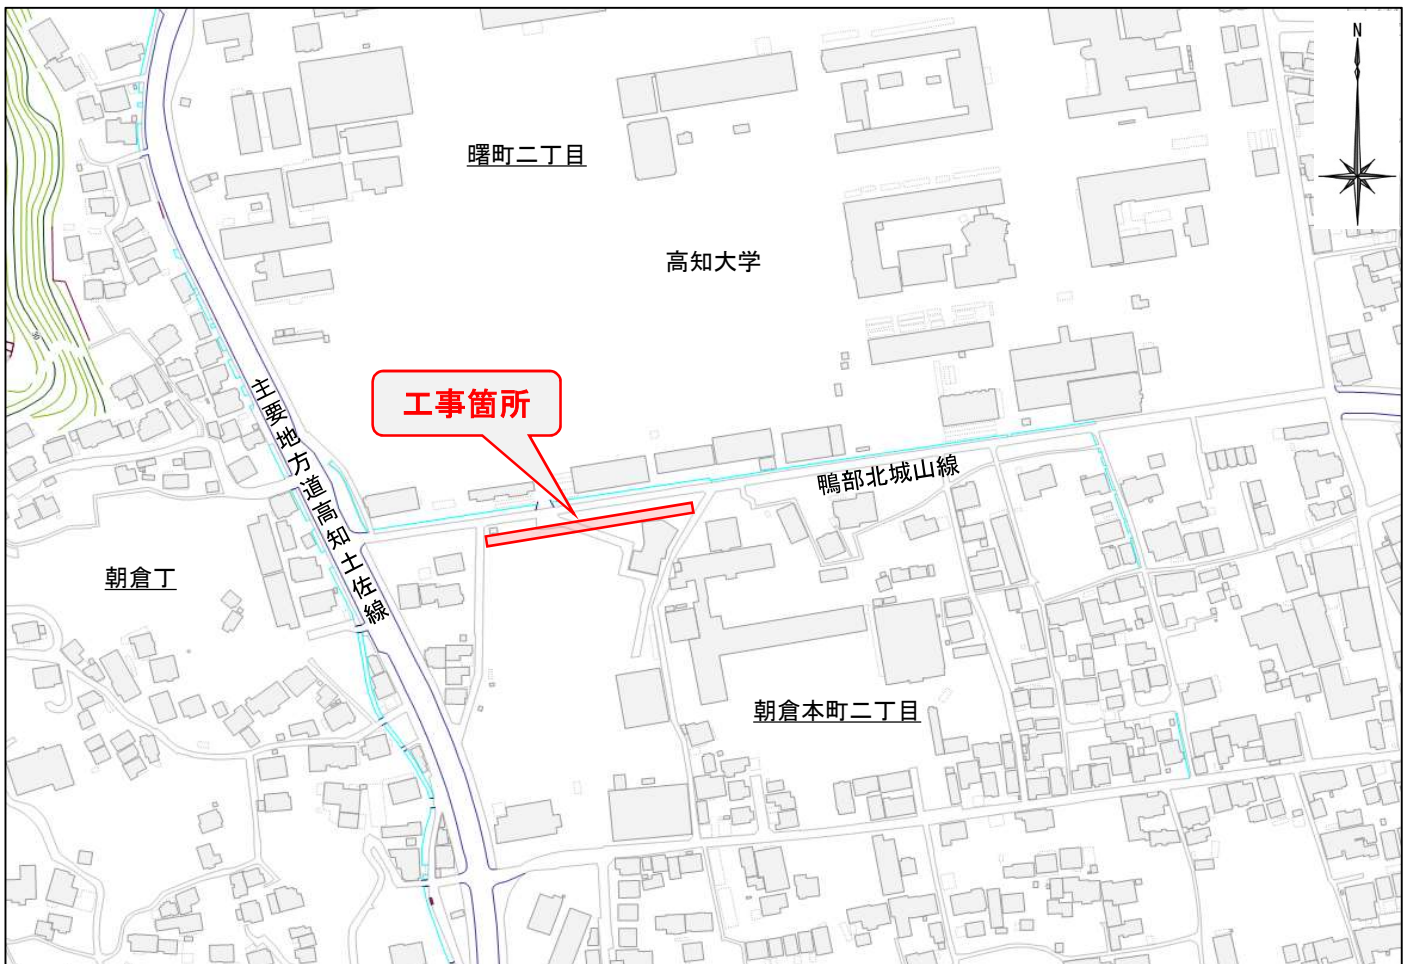 N
曙町二丁目
高知大学
工事箇所
主要地方道高知土佐線
鴨部北城山線
朝倉丁
朝倉本町二丁目